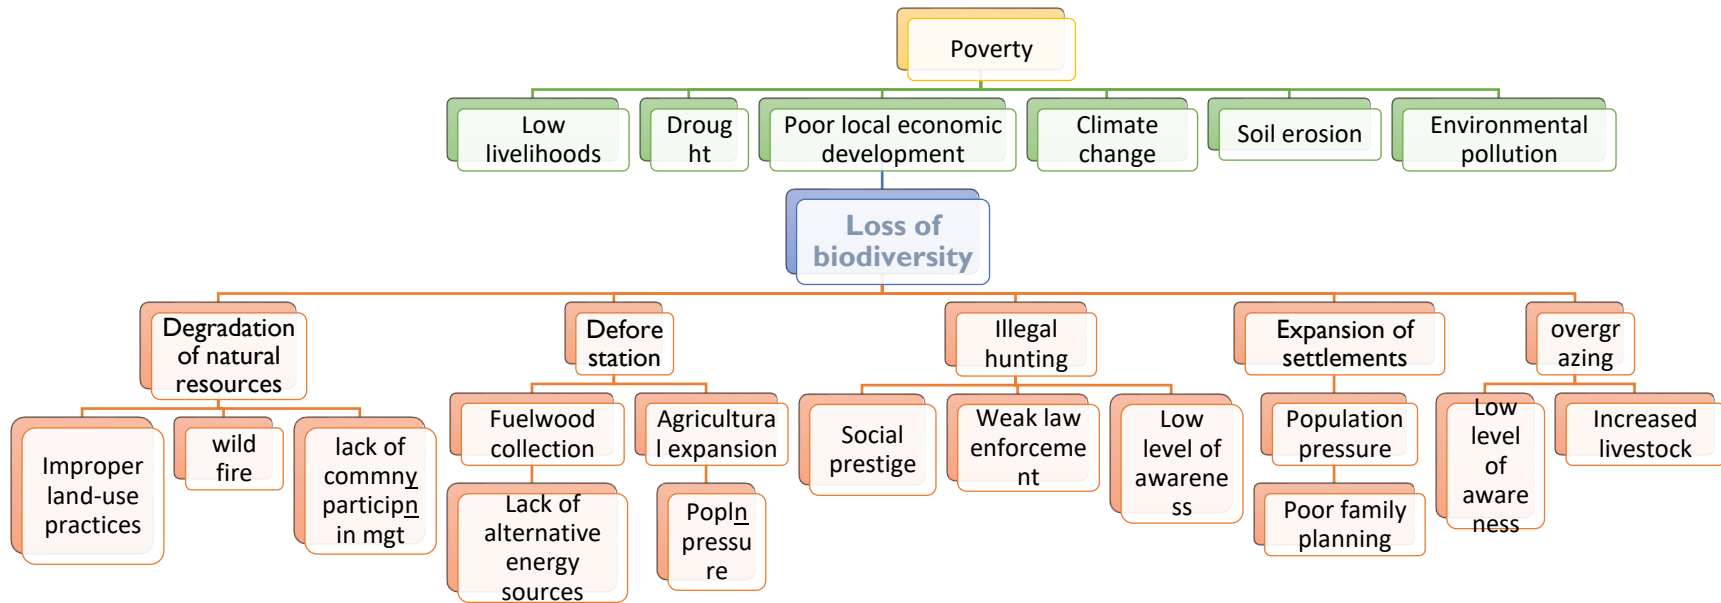 Poverty
Low
livelihoods
Droug
ht
Poor local economic
development
Climate
change
Soil erosion
Environmental
pollution
Loss of
biodiversity
Degradation
of natural
resources
Defore
station
Illegal
hunting
Expansion of
settlements
overgr
azing
Improper
land-use
practices
wild
fire
lack of
commny
particin
in mgt
Fuelwood
collection
Agricultura
l expansion
Social
prestige
Weak law
enforceme
nt
Low
level of
awarene
ss
Population
pressure
Low
level
of
aware
ness
Increased
livestock
Lack of
alternative
energy
sources
Popln
pressu
re
Poor family
planning